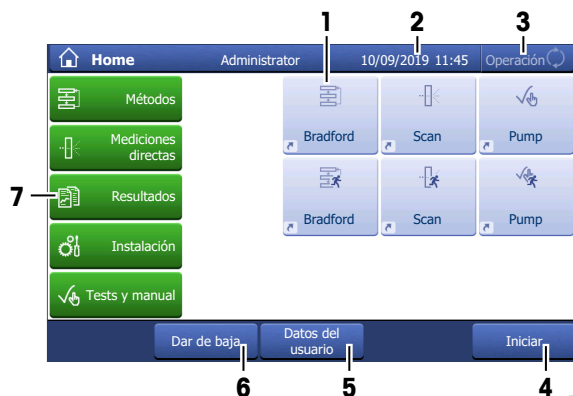 1 2 3
Home Administrator 10/09/2019 11:45 Operación
Métodos
Mediciones
directas
Resultados
Instalación
Tests y manual
Bradford Scan Pump
Bradford Scan Pump
7
Dar de baja
Datos del
usuario
Iniciar
6 5 4